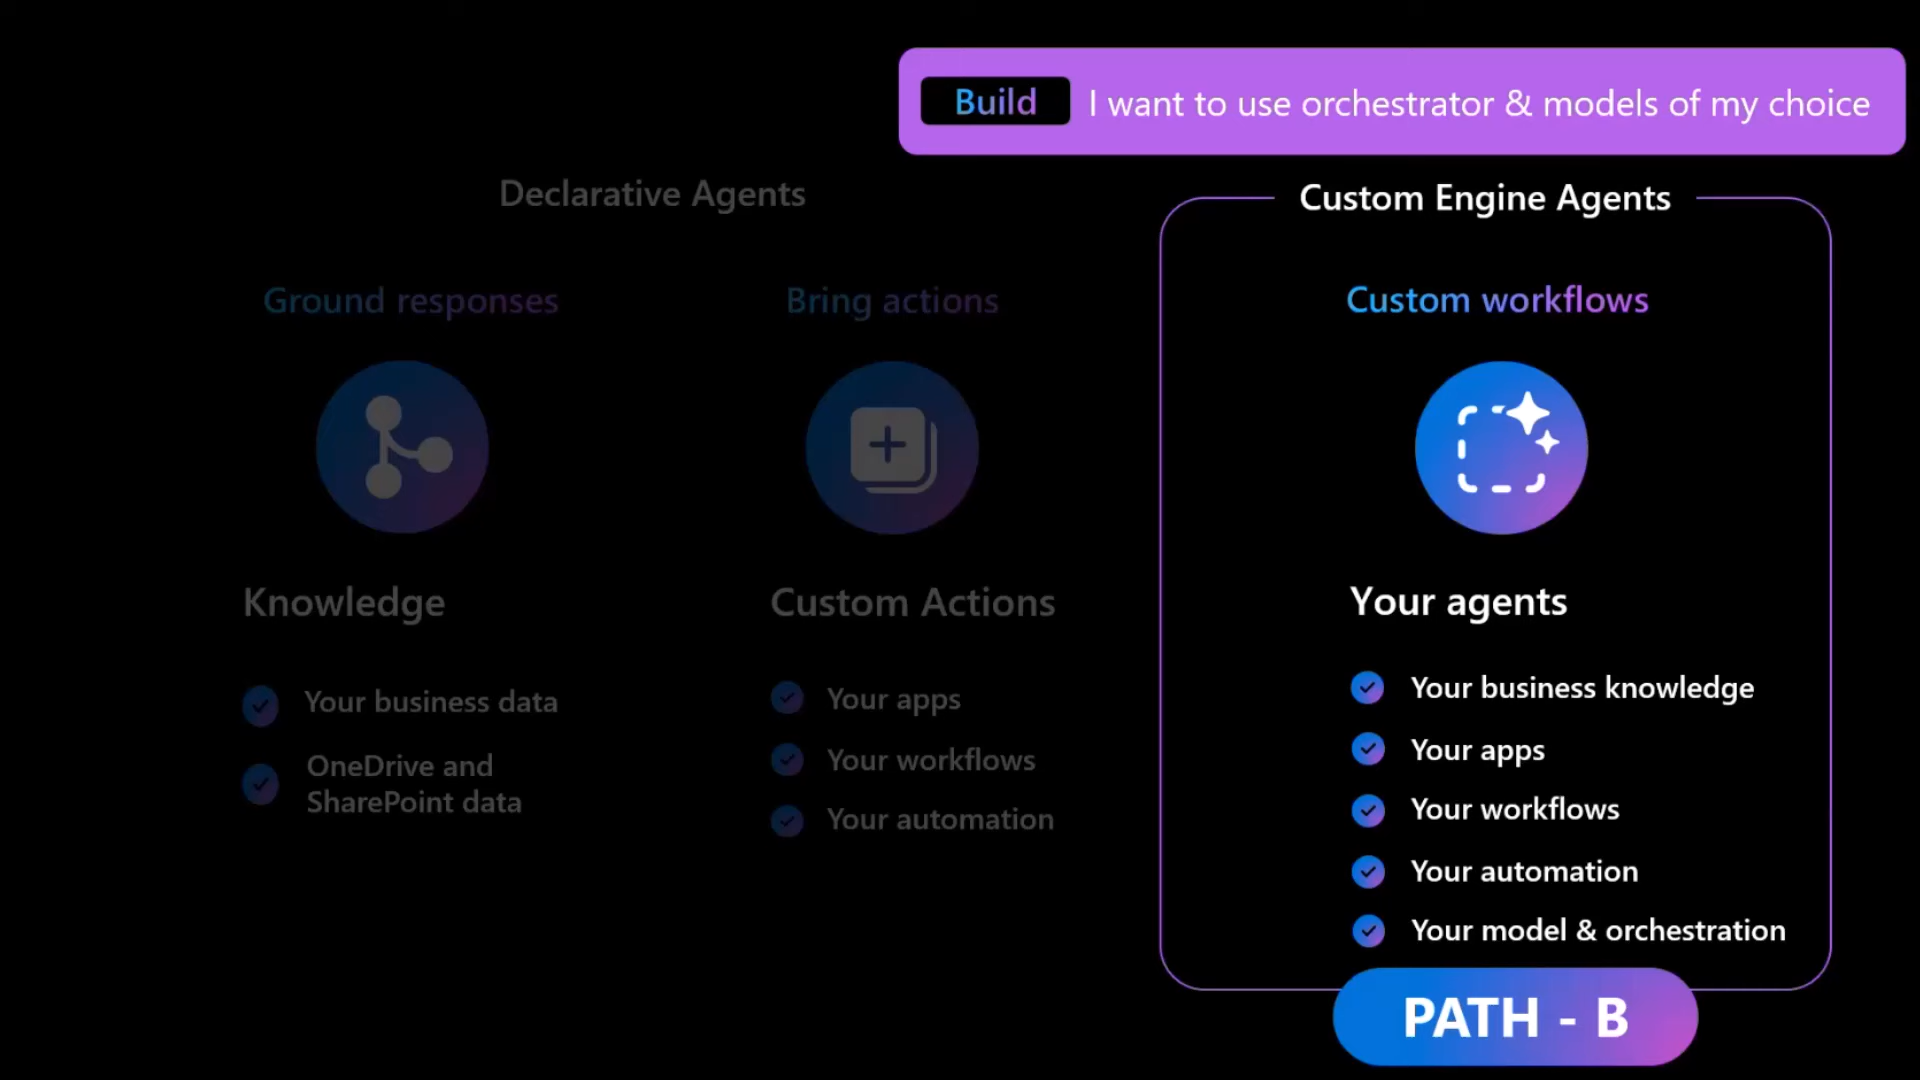 Build I want to use orchestrator & models of my choice
Declarative Agents
Custom Engine Agents
Ground responses
Bring actions
Custom workflows
Knowledge
Custom Actions
Your agents
Your business data
OneDrive and
SharePoint data
Your apps
Your workflows
Your automation
Your business knowledge
Your apps
Your workflows
Your automation
Your model & orchestration
PATH - B